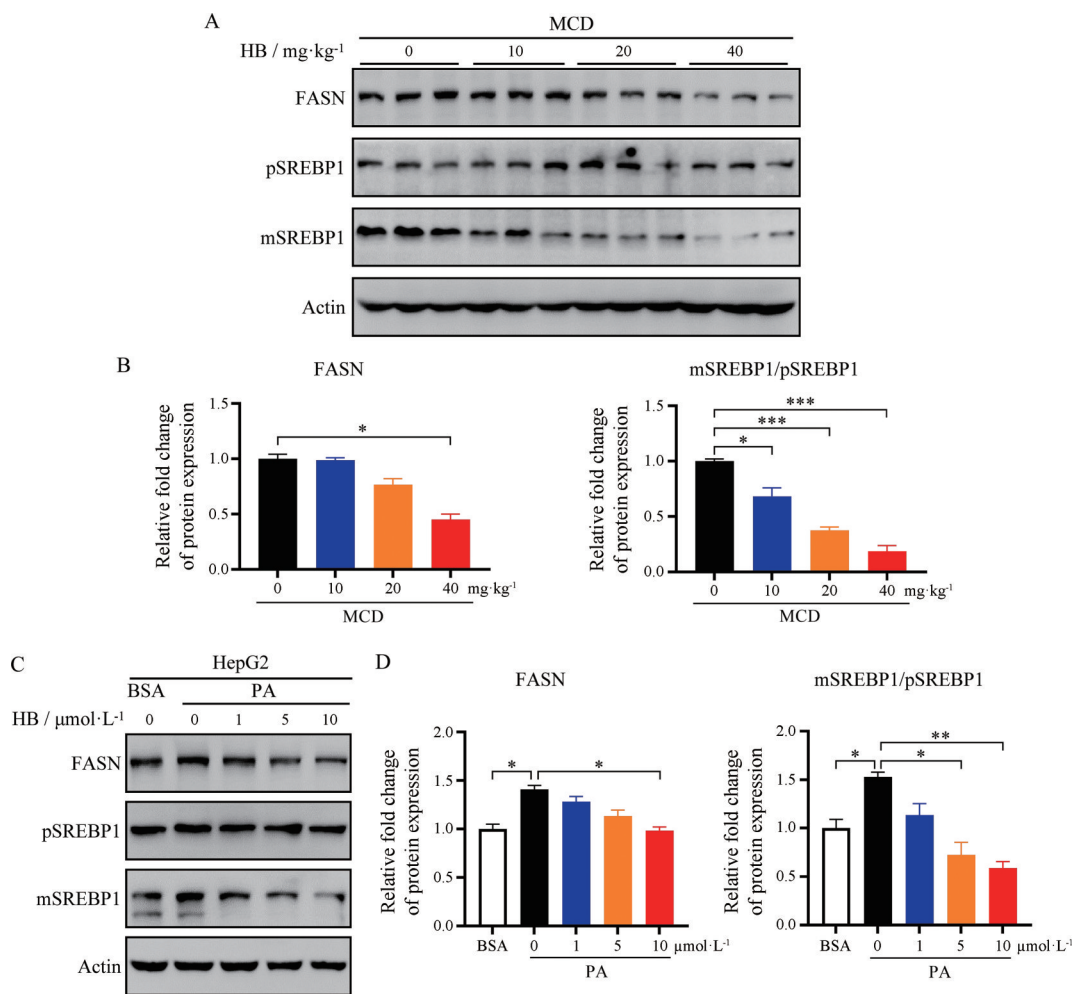 A
MCD
HB / mg·kg⁻¹ 0 10 20 40
FASN
pSREBP1
mSREBP1
Actin
B
FASN
Relative fold change
of protein expression
1.5
1.0
0.5
0.0
*
0 10 20 40 mg·kg⁻¹
MCD
mSREBP1/pSREBP1
Relative fold change
of protein expression
1.5
1.0
0.5
0.0
***
***
*
0 10 20 40 mg·kg⁻¹
MCD
C
HepG2
BSA PA
HB / μmol·L⁻¹ 0 0 1 5 10
FASN
pSREBP1
mSREBP1
Actin
D
FASN
Relative fold change
of protein expression
2.0
1.5
1.0
0.5
0.0
* *
BSA 0 1 5 10 μmol·L⁻¹
PA
mSREBP1/pSREBP1
Relative fold change
of protein expression
2.0
1.5
1.0
0.5
0.0
**
* *
BSA 0 1 5 10 μmol·L⁻¹
PA